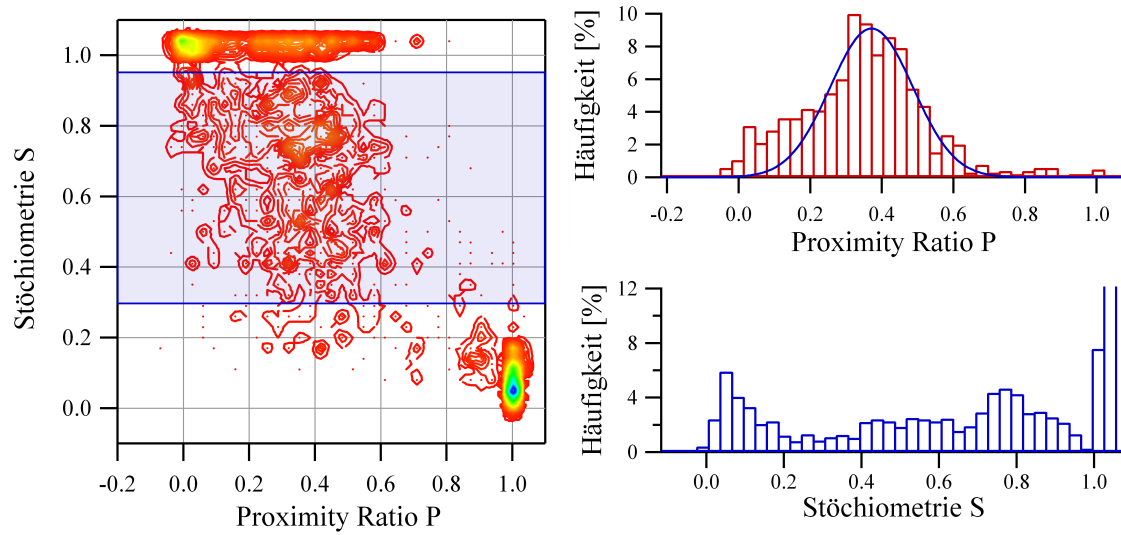 Stöchiometrie S
1.0
0.8
0.6
0.4
0.2
0.0
-0.2 0.0 0.2 0.4 0.6 0.8 1.0
Proximity Ratio P
Häufigkeit [%]
10
8
6
4
2
0
-0.2 0.0 0.2 0.4 0.6 0.8 1.0
Proximity Ratio P
Häufigkeit [%]
12
8
4
0
0.0 0.2 0.4 0.6 0.8 1.0
Stöchiometrie S